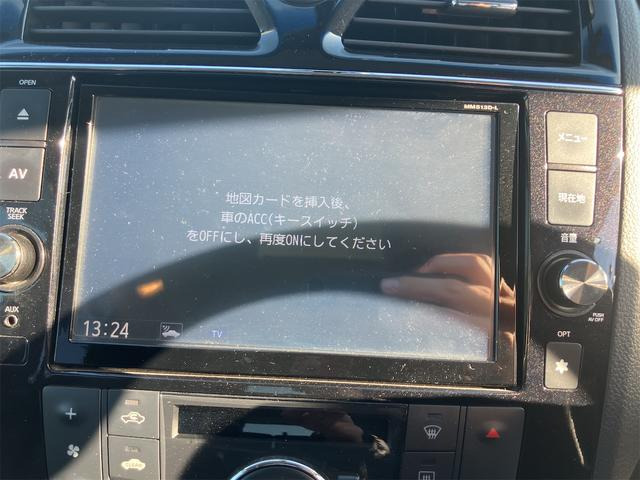 OPEN
MM513D-L
AV
メニュー
地図カードを挿入後、
車のACC(キースイッチ)
をOFFにし、再度ONにしてください
現在地
TRACK
SEEK
音量
AUX
PUSH
AV OFF
13:24
TV
OPT